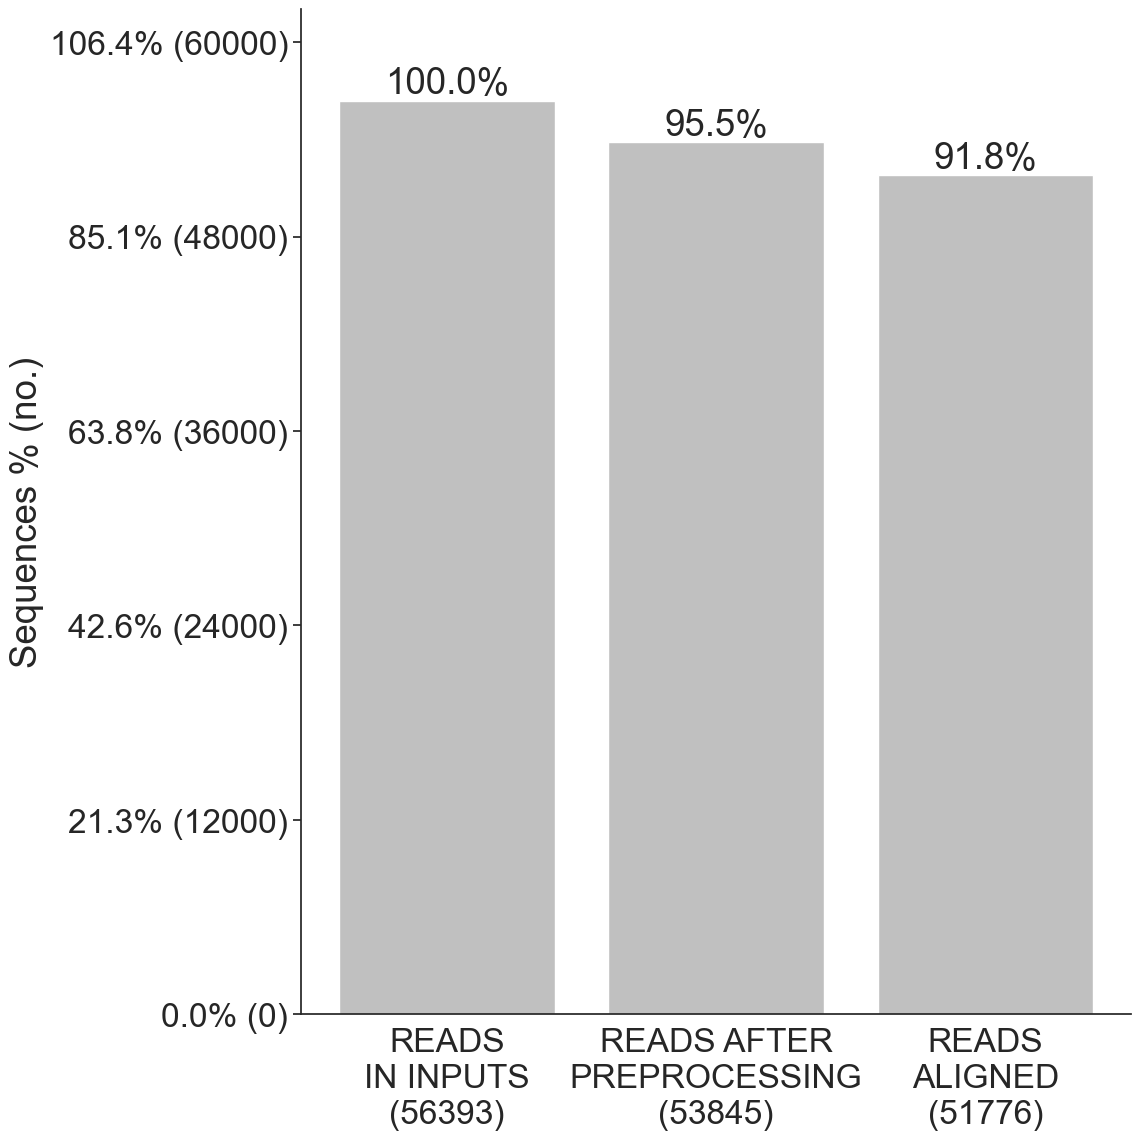 106.4% (60000)
85.1% (48000)
63.8% (36000)
42.6% (24000)
21.3% (12000)
0.0% (0)
Sequences % (no.)
100.0%
95.5%
91.8%
READS
IN INPUTS
(56393)
READS AFTER
PREPROCESSING
(53845)
READS
ALIGNED
(51776)